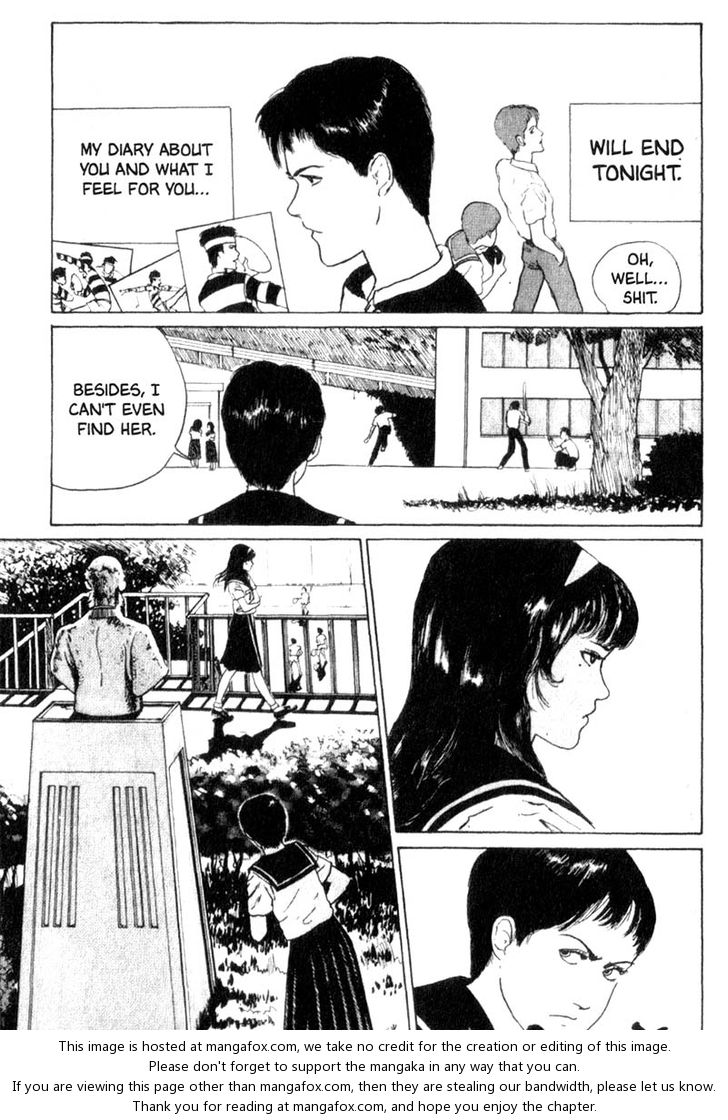 MY DIARY ABOUT
YOU AND WHAT I
FEEL FOR YOU...
WILL END
TONIGHT.
OH,
WELL...
SHIT.
BESIDES, I
CAN'T EVEN
FIND HER.
This image is hosted at mangafox.com, we take no credit for the creation or editing of this image.
Please don't forget to support the mangaka in any way that you can.
If you are viewing this page other than mangafox.com, then they are stealing our bandwidth, please let us know.
Thank you for reading at mangafox.com, and hope you enjoy the chapter.